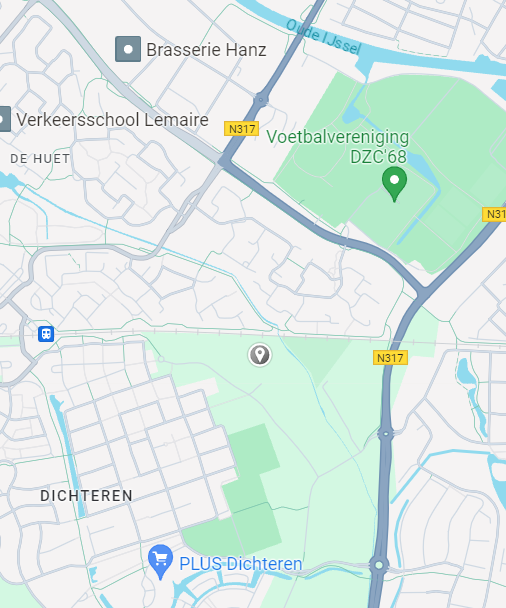 Oude IJssel
Brasserie Hanz
Verkeersschool Lemaire
N317
Voetbalvereniging
DZC'68
DE HUET
N31
N317
DICHTEREN
PLUS Dichteren